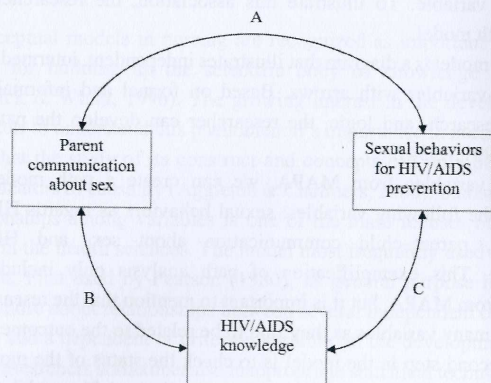 A
Parent
communication
about sex
Sexual behaviors
for HIV/AIDS
prevention
B
C
HIV/AIDS
knowledge